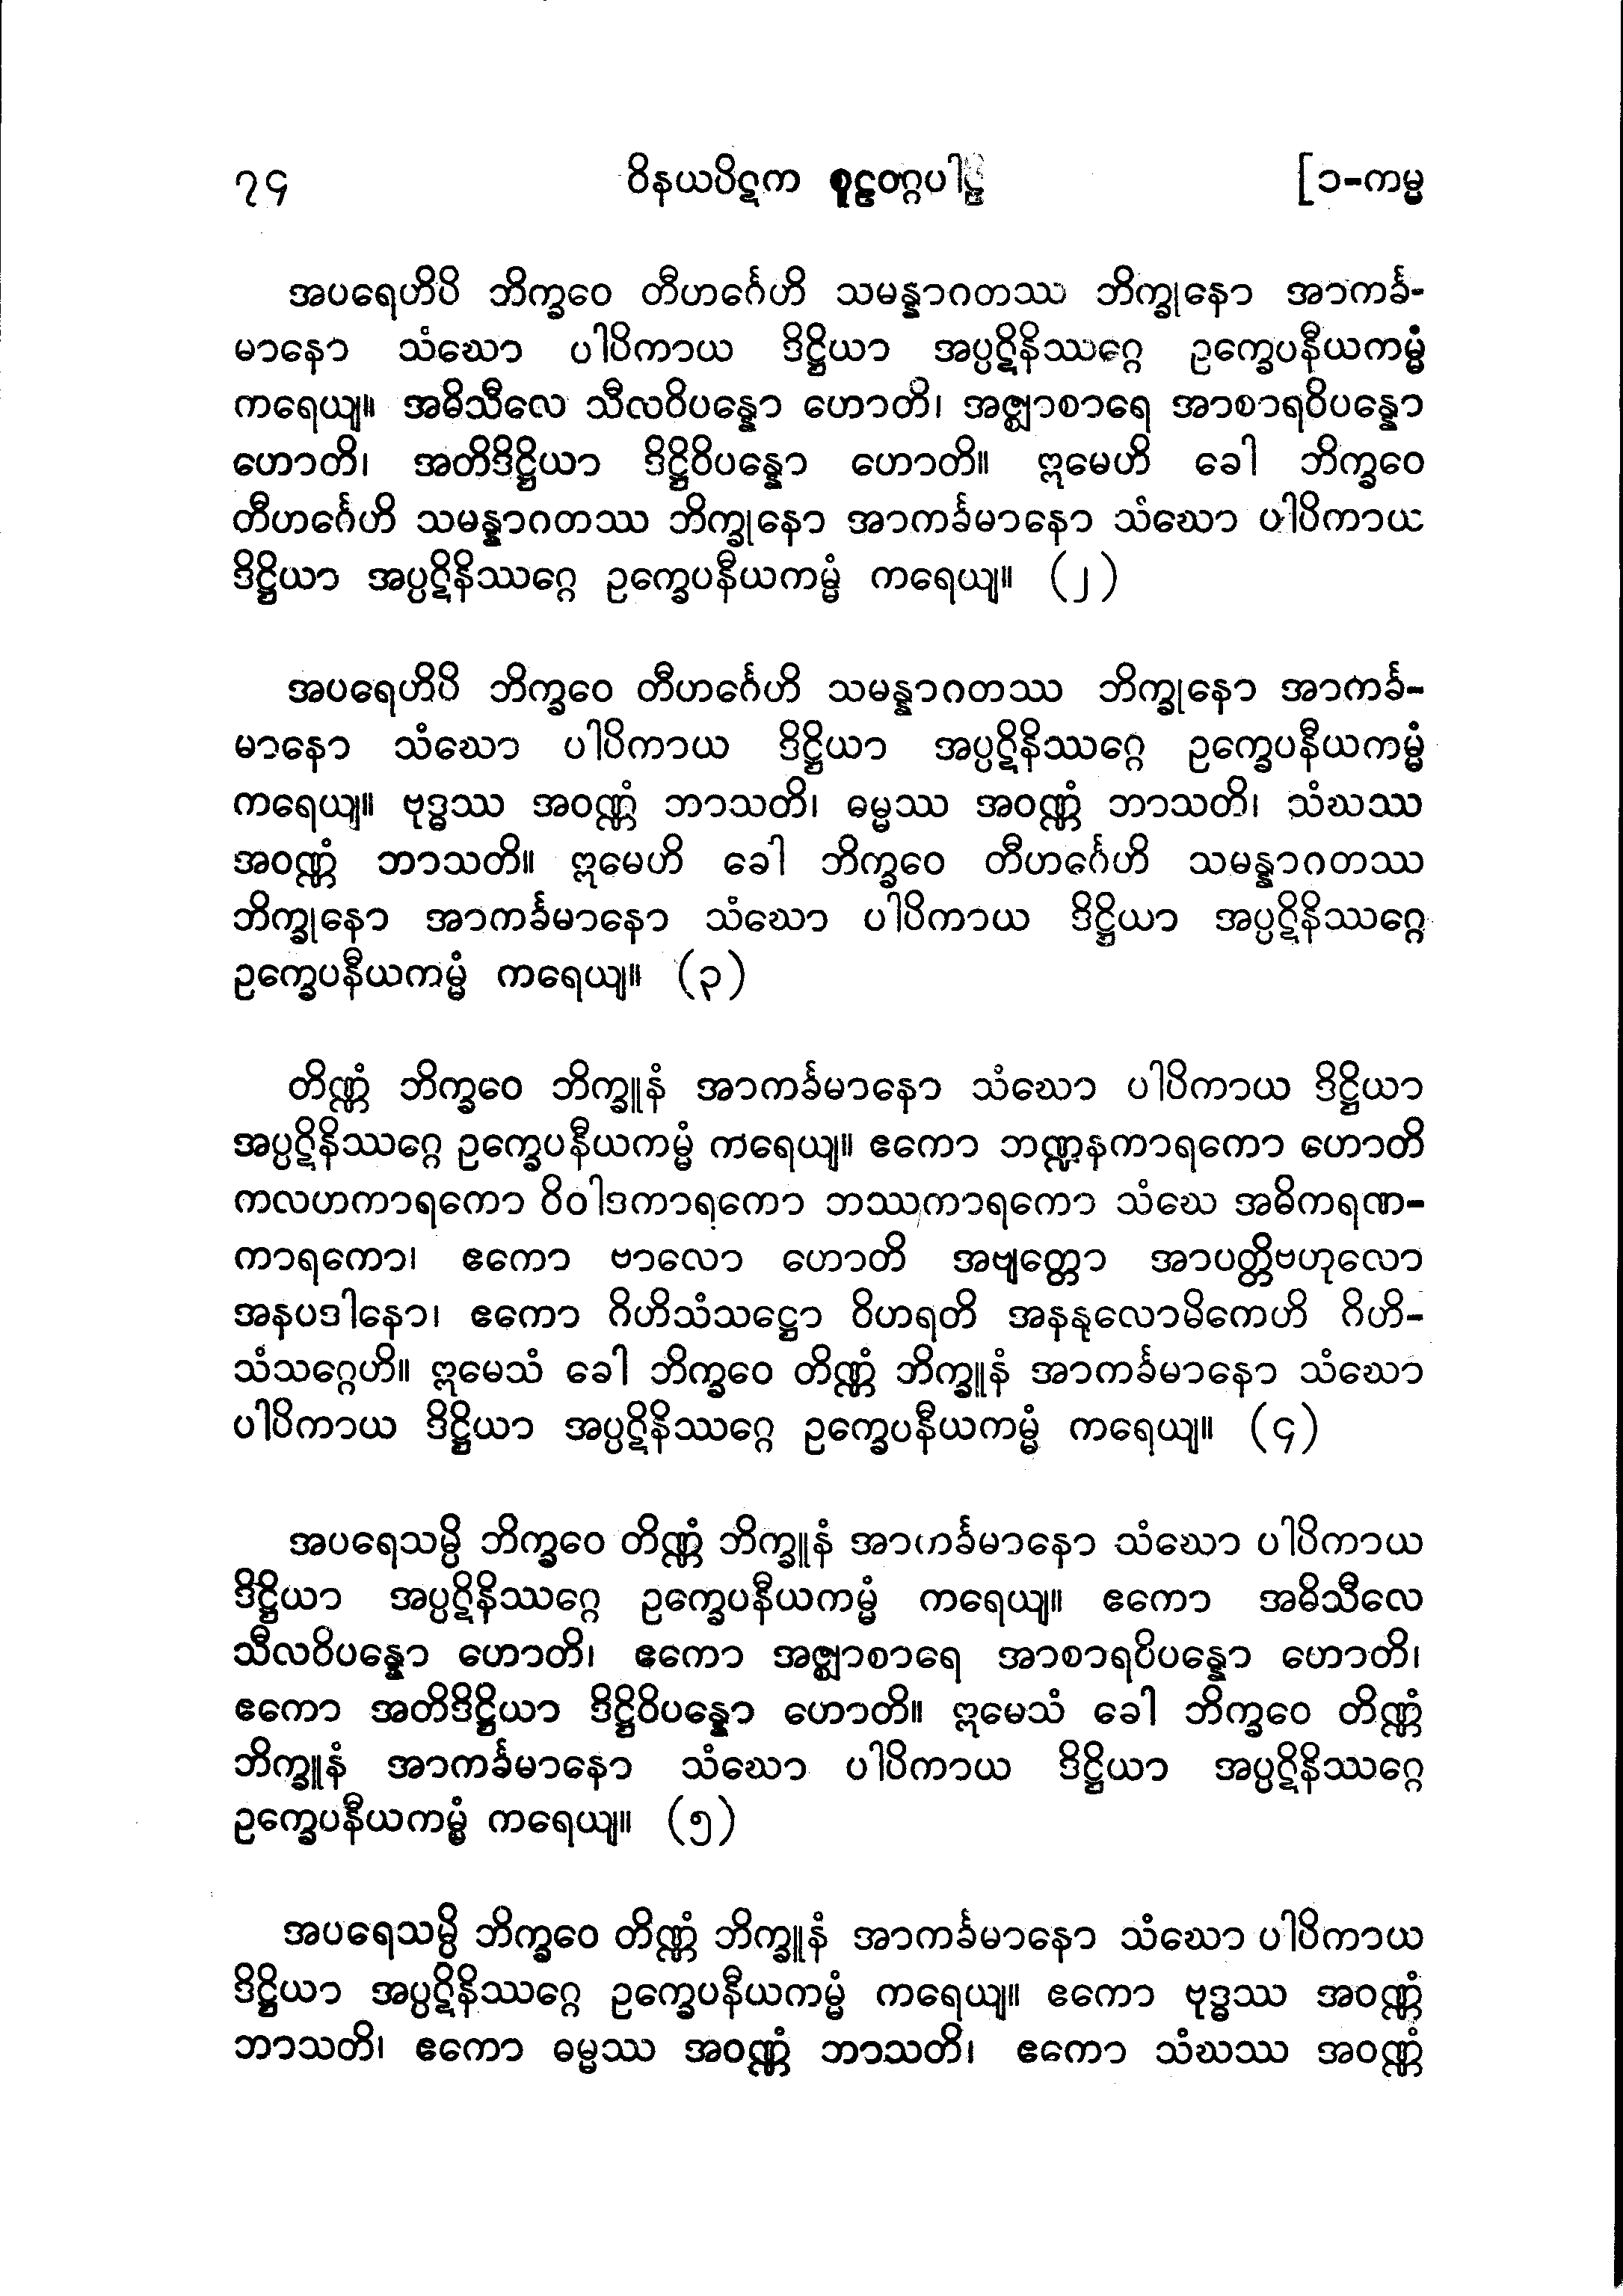 ၇၄ ဝိနယပိဋက စူဠဝဂ္ဂပါဠိ [၁-ကမ္မ
အပရေဟိပိ ဘိက္ခဝေ တီဟင်္ဂေဟိ သမန္နာဂတဿ ဘိက္ခုနော အာကင်္ခ-
မာနော သံဃော ပါပိကာယ ဒိဋ္ဌိယာ အပ္ပဋိနိဿဂ္ဂေ ဥက္ခေပနီယကမ္မံ
ကရေယျ။ အဓိသီလေ သီလဝိပန္နော ဟောတိ၊ အဇ္ဈာစာရေ အာစာရဝိပန္နော
ဟောတိ၊ အတိဒိဋ္ဌိယာ ဒိဋ္ဌိဝိပန္နော ဟောတိ။ ဣမေဟိ ခေါ ဘိက္ခဝေ
တီဟင်္ဂေဟိ သမန္နာဂတဿ ဘိက္ခုနော အာကင်္ခမာနော သံဃော ပါပိကာယ
ဒိဋ္ဌိယာ အပ္ပဋိနိဿဂ္ဂေ ဥက္ခေပနီယကမ္မံ ကရေယျ။ (၂)
အပရေဟိပိ ဘိက္ခဝေ တီဟင်္ဂေဟိ သမန္နာဂတဿ ဘိက္ခုနော အာကင်္ခ-
မာနော သံဃော ပါပိကာယ ဒိဋ္ဌိယာ အပ္ပဋိနိဿဂ္ဂေ ဥက္ခေပနီယကမ္မံ
ကရေယျ။ ဗုဒ္ဓဿ အဝဏ္ဏံ ဘာသတိ၊ ဓမ္မဿ အဝဏ္ဏံ ဘာသတိ၊ သံဃဿ
အဝဏ္ဏံ ဘာသတိ။ ဣမေဟိ ခေါ ဘိက္ခဝေ တီဟင်္ဂေဟိ သမန္နာဂတဿ
ဘိက္ခုနော အာကင်္ခမာနော သံဃော ပါပိကာယ ဒိဋ္ဌိယာ အပ္ပဋိနိဿဂ္ဂေ
ဥက္ခေပနီယကမ္မံ ကရေယျ။ (၃)
တိဏ္ဏံ ဘိက္ခဝေ ဘိက္ခူနံ အာကင်္ခမာနော သံဃော ပါပိကာယ ဒိဋ္ဌိယာ
အပ္ပဋိနိဿဂ္ဂေ ဥက္ခေပနီယကမ္မံ ကရေယျ။ ဧကော ဘဏ္ဍနကာရကော ဟောတိ
ကလဟကာရကော ဝိဝါဒကာရကော ဘဿကာရကော သံဃေ အဓိကရဏ-
ကာရကော၊ ဧကော ဗာလော ဟောတိ အဗျတ္တော အာပတ္တိဗဟုလော
အနပဒါနော၊ ဧကော ဂိဟိသံသဋ္ဌော ဝိဟရတိ အနနုလောမိကေဟိ ဂိဟိ-
သံသဂ္ဂေဟိ။ ဣမေသံ ခေါ ဘိက္ခဝေ တိဏ္ဏံ ဘိက္ခူနံ အာကင်္ခမာနော သံဃော
ပါပိကာယ ဒိဋ္ဌိယာ အပ္ပဋိနိဿဂ္ဂေ ဥက္ခေပနီယကမ္မံ ကရေယျ။ (၄)
အပရေသမ္ပိ ဘိက္ခဝေ တိဏ္ဏံ ဘိက္ခူနံ အာကင်္ခမာနော သံဃော ပါပိကာယ
ဒိဋ္ဌိယာ အပ္ပဋိနိဿဂ္ဂေ ဥက္ခေပနီယကမ္မံ ကရေယျ။ ဧကော အဓိသီလေ
သီလဝိပန္နော ဟောတိ၊ ဧကော အဇ္ဈာစာရေ အာစာရဝိပန္နော ဟောတိ၊
ဧကော အတိဒိဋ္ဌိယာ ဒိဋ္ဌိဝိပန္နော ဟောတိ။ ဣမေသံ ခေါ ဘိက္ခဝေ တိဏ္ဏံ
ဘိက္ခူနံ အာကင်္ခမာနော သံဃော ပါပိကာယ ဒိဋ္ဌိယာ အပ္ပဋိနိဿဂ္ဂေ
ဥက္ခေပနီယကမ္မံ ကရေယျ။ (၅)
အပရေသမ္ပိ ဘိက္ခဝေ တိဏ္ဏံ ဘိက္ခူနံ အာကင်္ခမာနော သံဃော ပါပိကာယ
ဒိဋ္ဌိယာ အပ္ပဋိနိဿဂ္ဂေ ဥက္ခေပနီယကမ္မံ ကရေယျ။ ဧကော ဗုဒ္ဓဿ အဝဏ္ဏံ
ဘာသတိ၊ ဧကော ဓမ္မဿ အဝဏ္ဏံ ဘာသတိ၊ ဧကော သံဃဿ အဝဏ္ဏံ